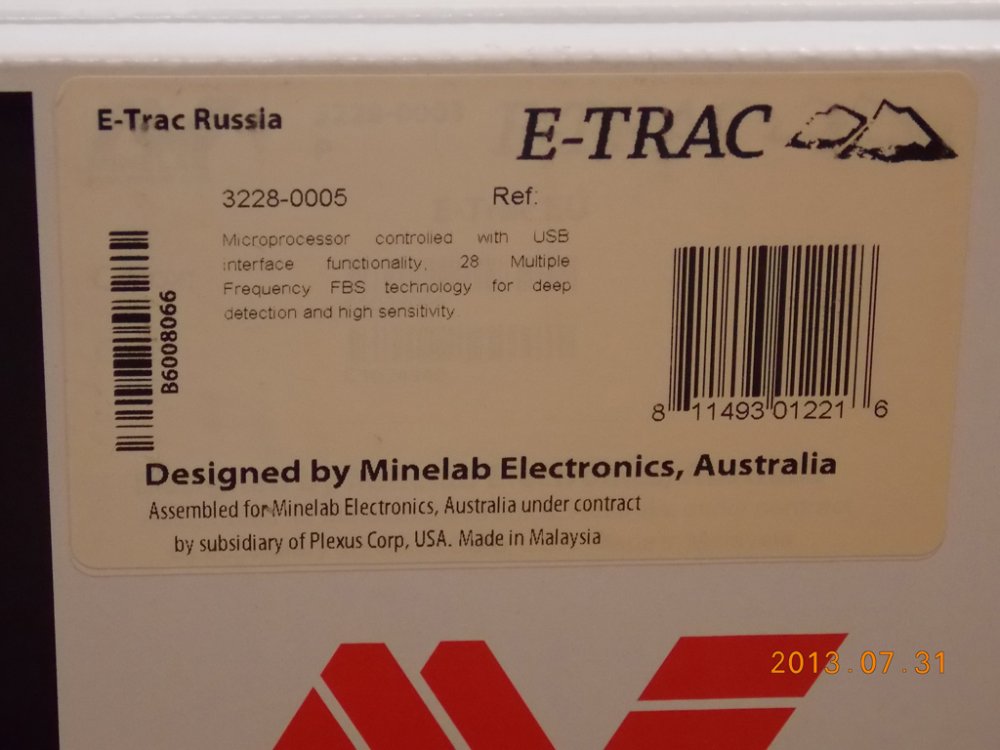 E-Trac Russia
E-TRAC
3228-0005 Ref:
Microprocessor controlled with USB
interface functionality, 28 Multiple
Frequency FBS technology for deep
detection and high sensitivity.
B6008066
8 11493 01221 6
Designed by Minelab Electronics, Australia
Assembled for Minelab Electronics, Australia under contract
by subsidiary of Plexus Corp, USA. Made in Malaysia
2013.07.31